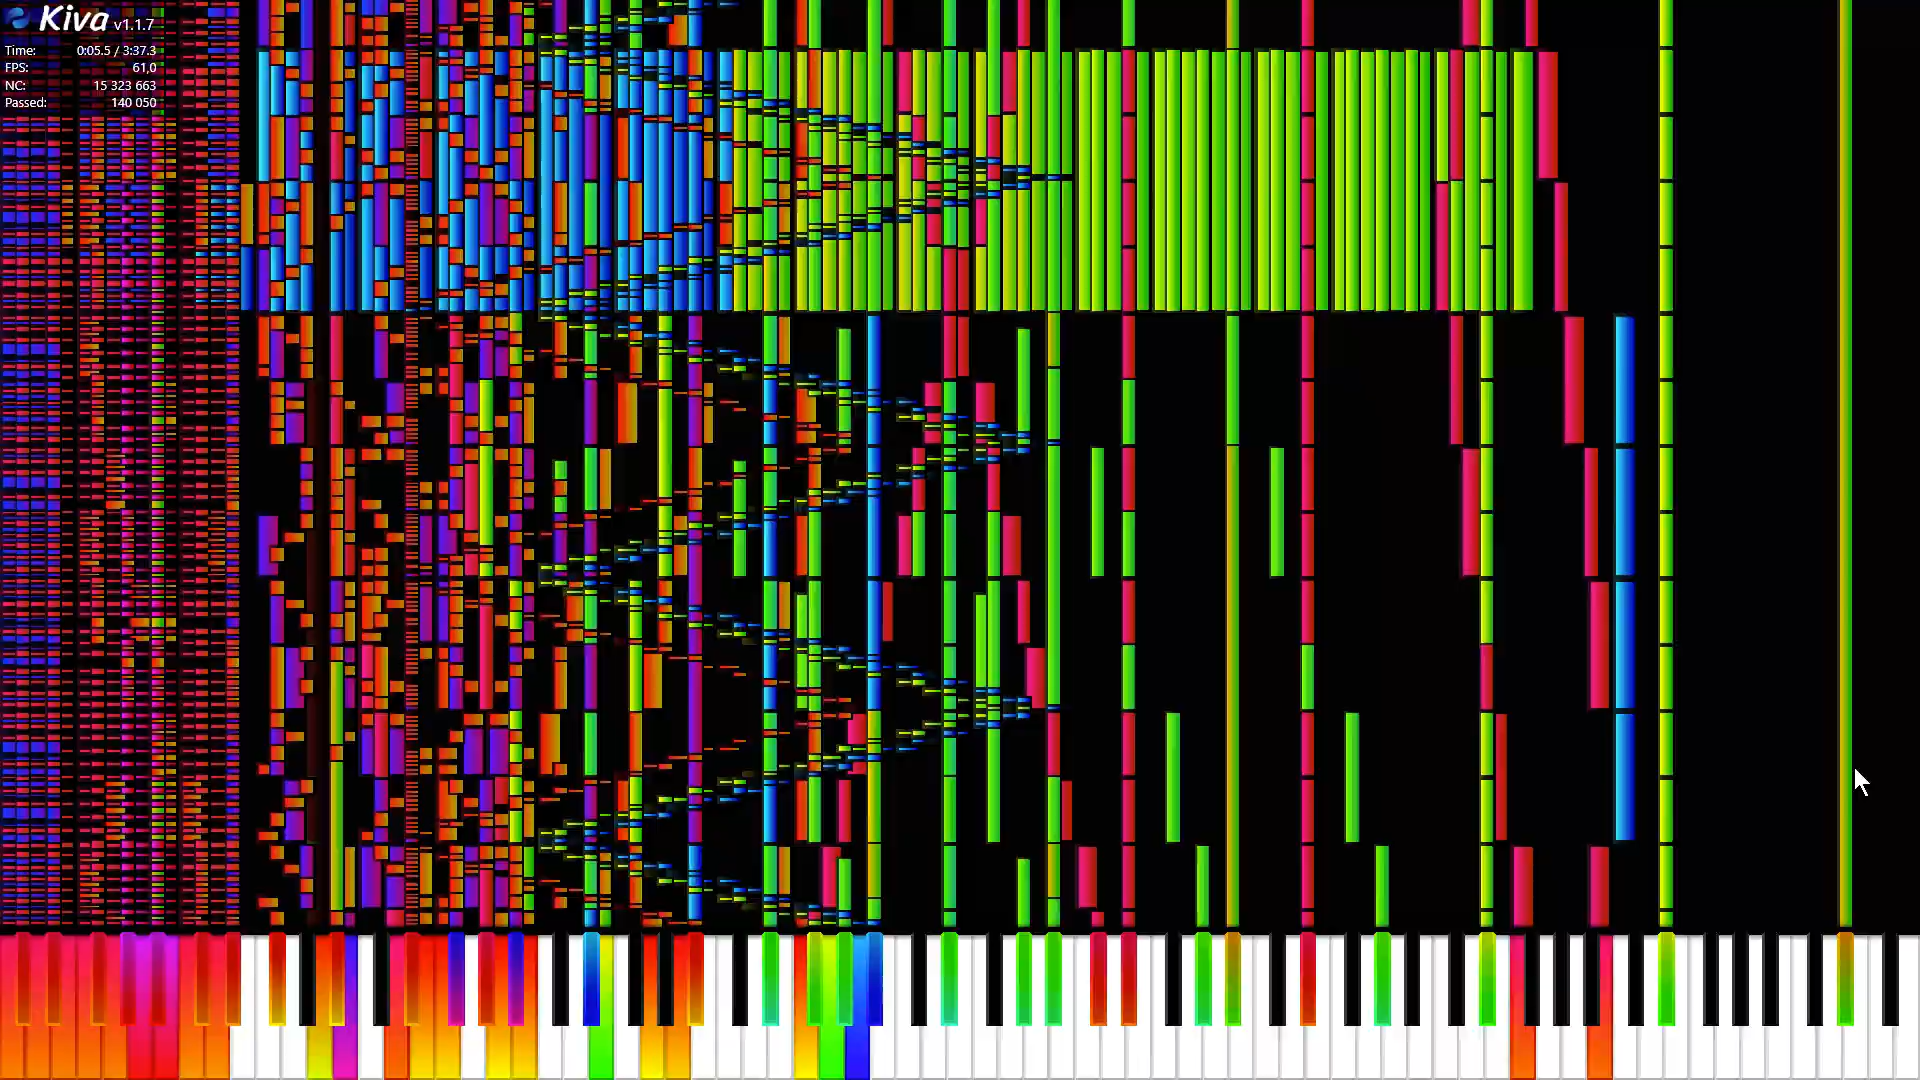 Kiva v1.1.7
Time: 0:05.5 / 3:37.3
FPS: 61,0
NC: 15 323 663
Passed: 140 050